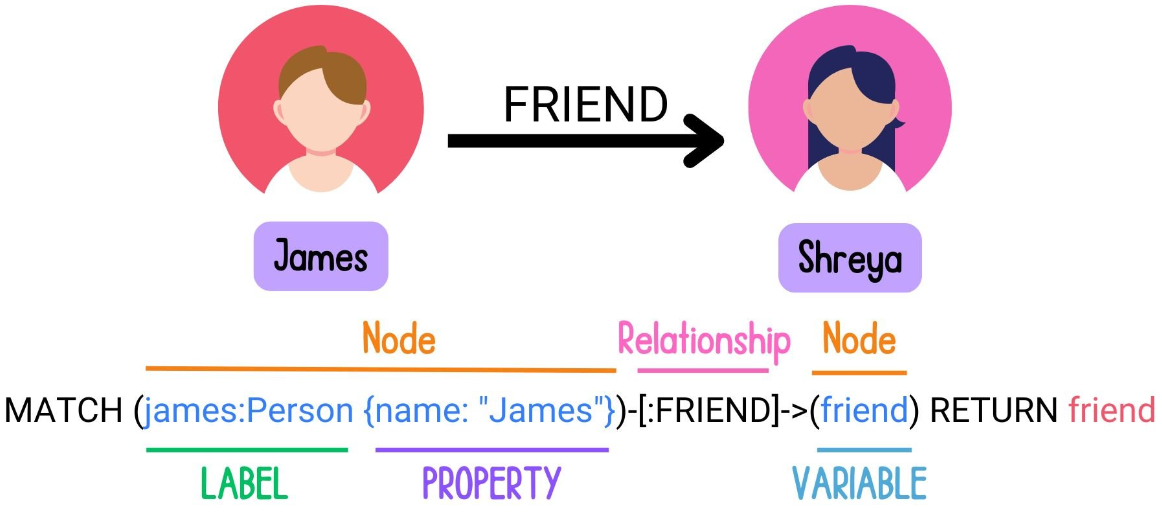 FRIEND
James
Shreya
Node
Relationship
Node
MATCH (james:Person {name: "James"})-[:FRIEND]->(friend) RETURN friend
LABEL
PROPERTY
VARIABLE